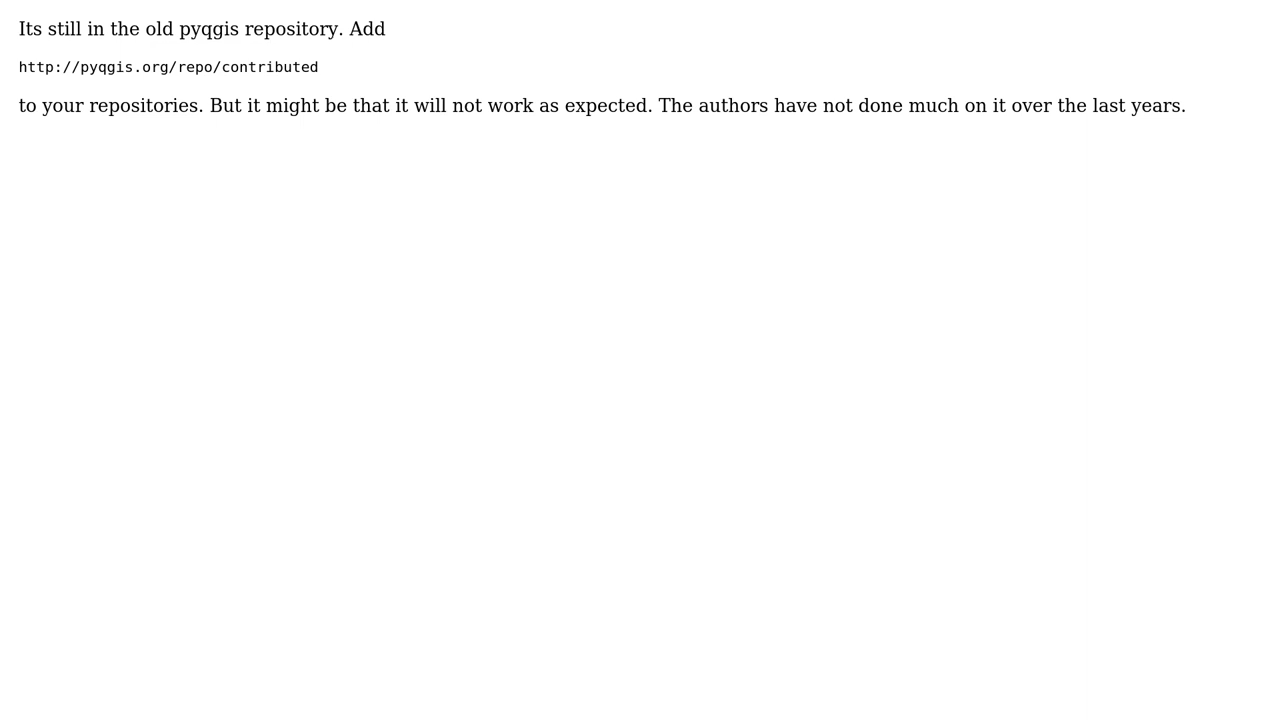 Its still in the old pyqgis repository. Add
http://pyqgis.org/repo/contributed
to your repositories. But it might be that it will not work as expected. The authors have not done much on it over the last years.